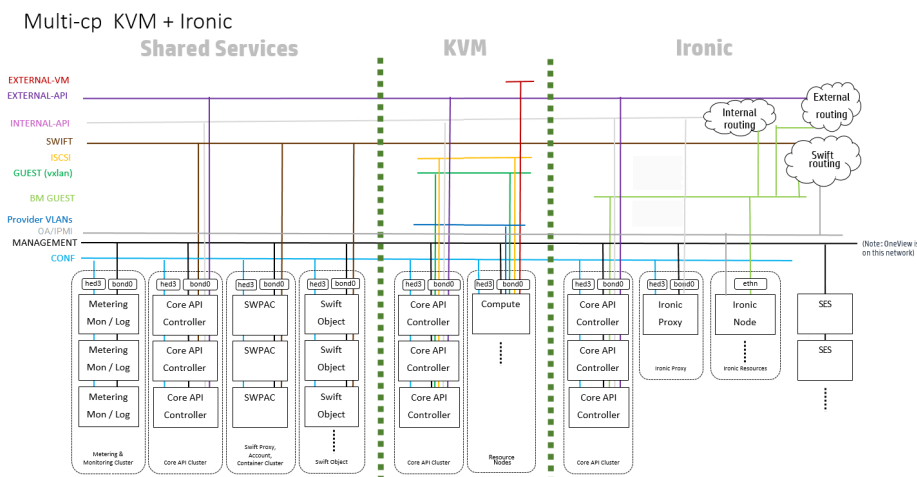 Multi-cp KVM + Ironic
Shared Services
KVM
Ironic
EXTERNAL-VM
EXTERNAL-API
INTERNAL-API
SWIFT
ISCSI
GUEST (vxlan)
BM GUEST
Provider VLANs
OA/IPMI
MANAGEMENT
CONF
Internal
routing
External
routing
Swift
routing
(Note: OneView is
on this network)
hed3 bond0
Metering
Mon / Log
Metering
Mon / Log
Metering
Mon / Log
Metering &
Monitoring Cluster
hed3 bond0
Core API
Controller
Core API
Controller
Core API
Controller
Core API Cluster
hed3 bond0
SWPAC
SWPAC
SWPAC
Swift Proxy,
Account,
Container Cluster
hed3 bond0
Swift
Object
Swift
Object
Swift
Object
Swift Object
hed3 bond0
Core API
Controller
Core API
Controller
Core API
Controller
Core API Cluster
hed3 bond0
Compute
Resource
Nodes
hed3 bond0
Core API
Controller
Core API
Controller
Core API
Controller
Core API Cluster
hed3 bond0
Ironic
Proxy
Ironic Proxy
ethn
Ironic
Node
Ironic Resources
SES
SES